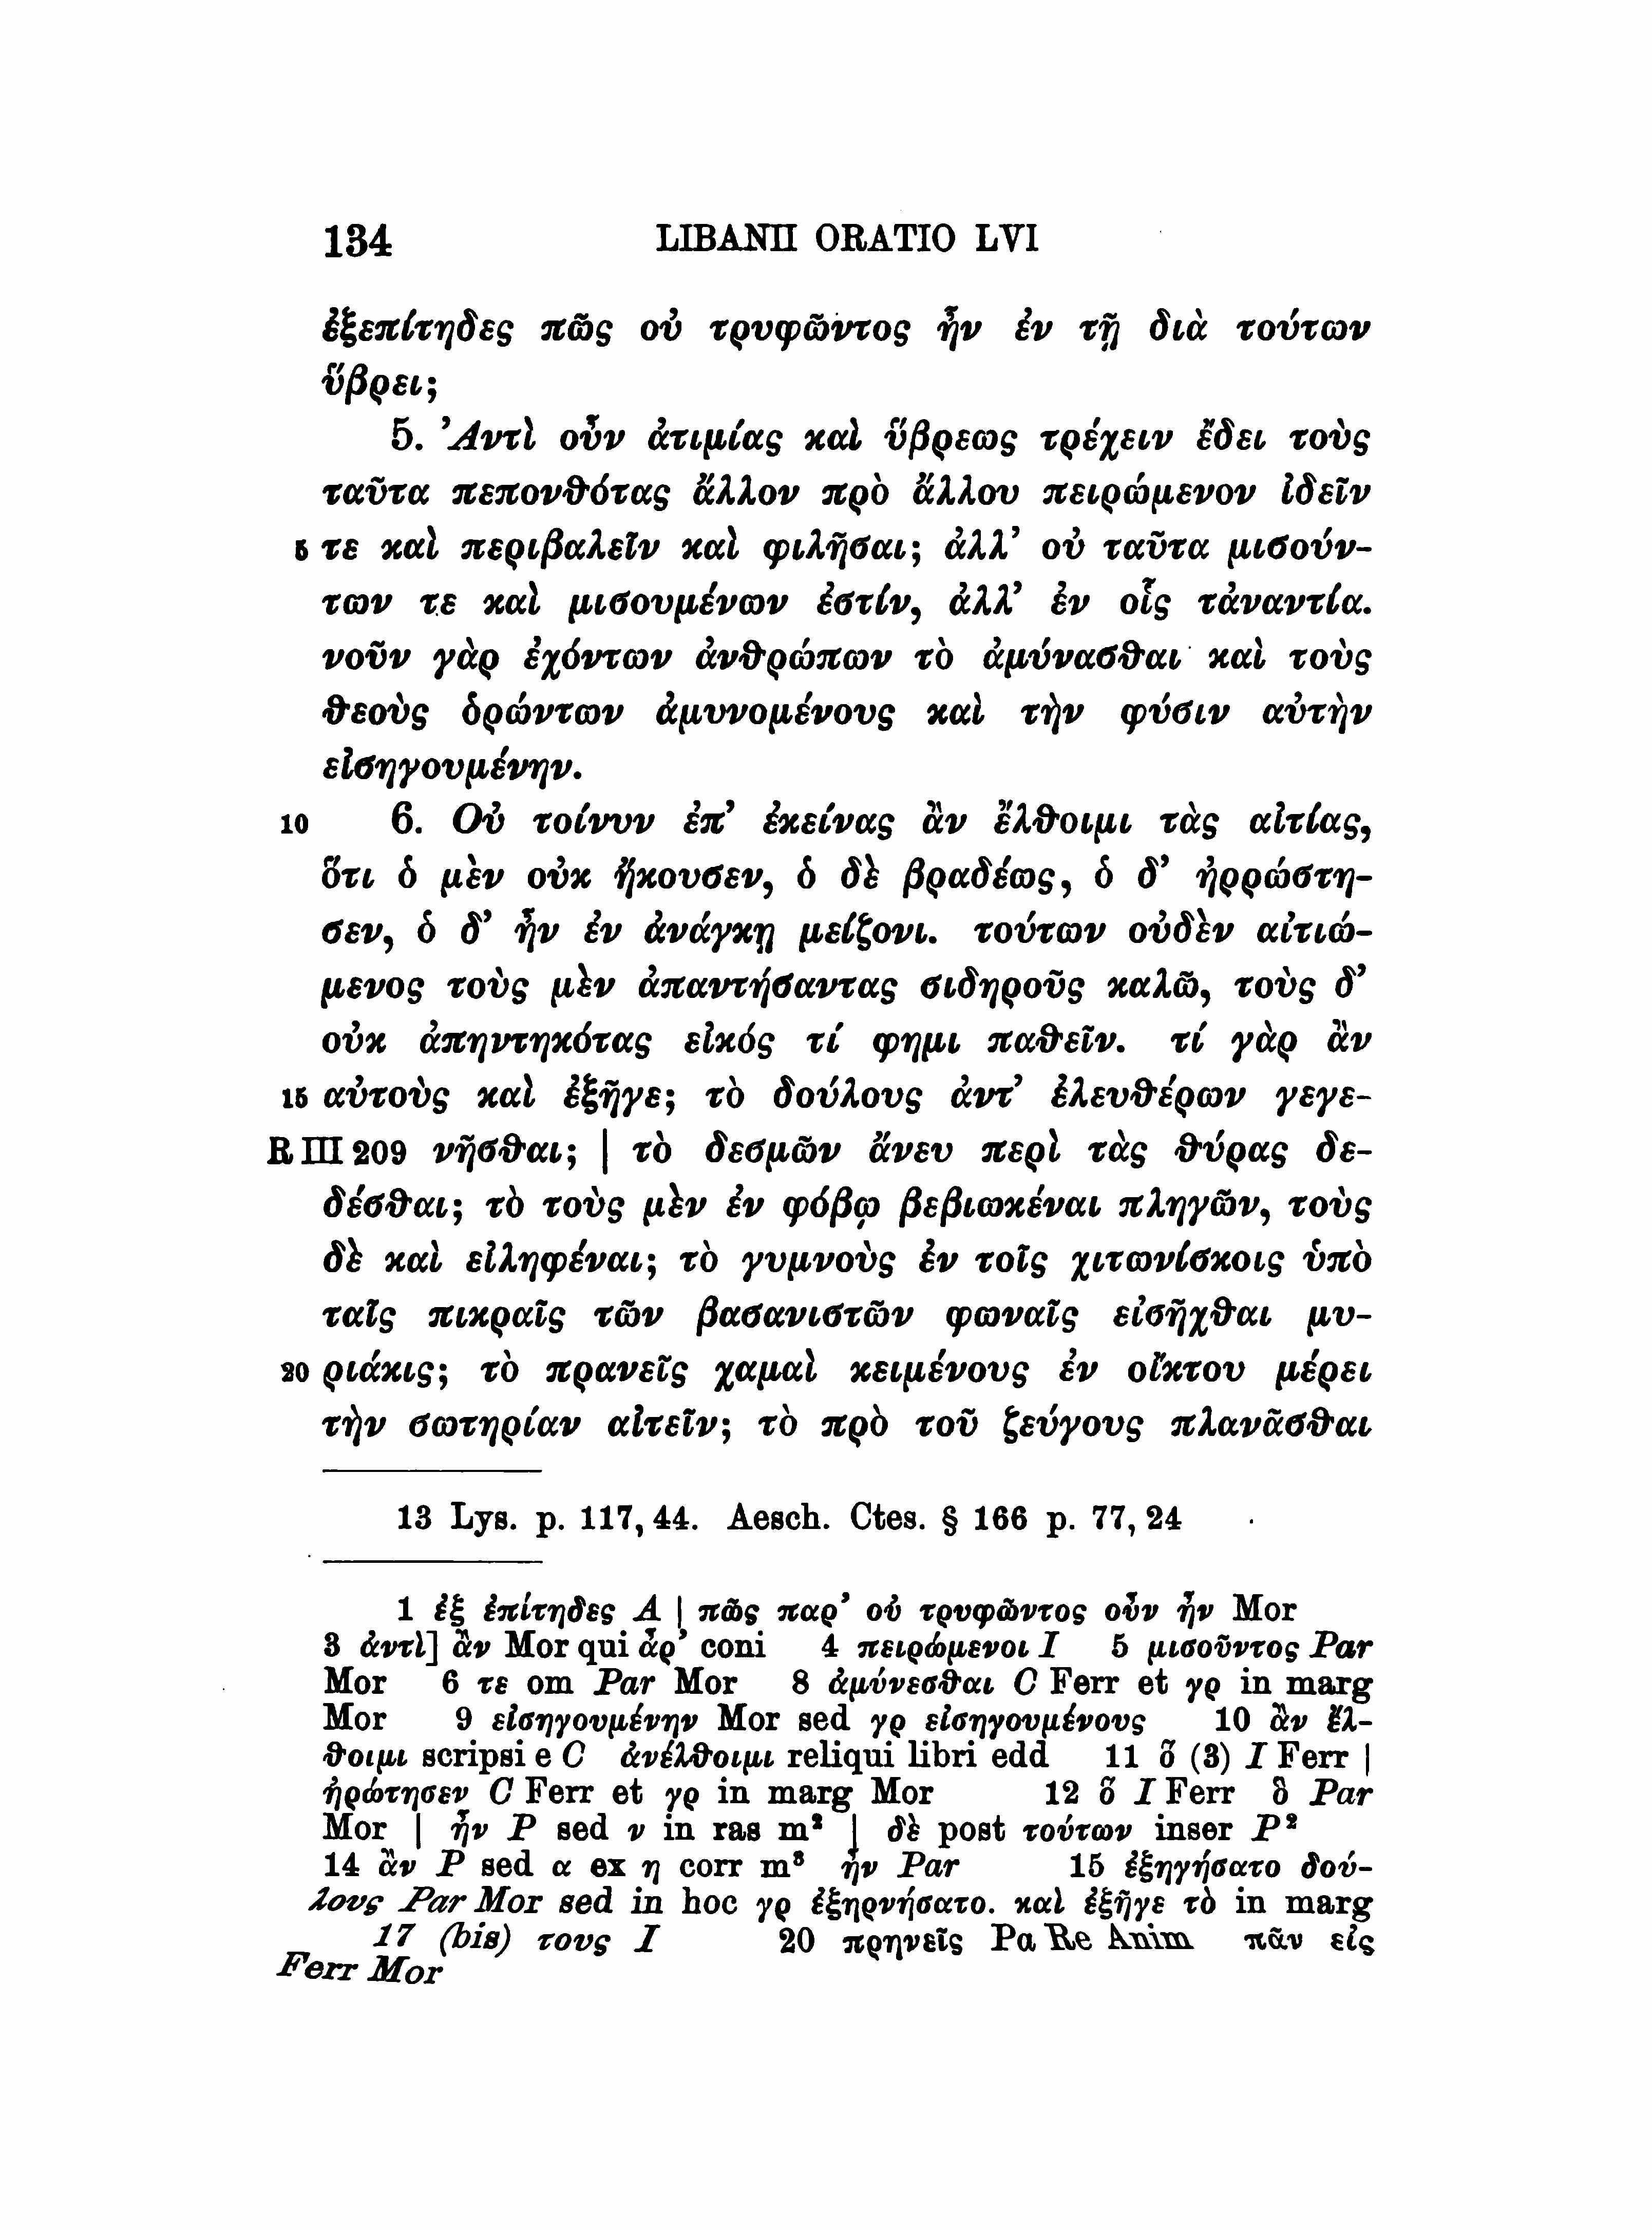 134 LIBANII ORATIO LVI
ἐξεπίτηδες πῶς οὐ τρυφῶντος ἦν ἐν τῇ διὰ τούτων
ὕβρει;
5. Ἀντὶ οὖν ἀτιμίας καὶ ὕβρεως τρέχειν ἔδει τοὺς
ταῦτα πεπονθότας ἄλλον πρὸ ἄλλου πειρώμενον ἰδεῖν
5 τε καὶ περιβαλεῖν καὶ φιλῆσαι; ἀλλ’ οὐ ταῦτα μισούν-
των τε καὶ μισουμένων ἐστίν, ἀλλ’ ἐν οἷς τἀναντία.
νοῦν γὰρ ἐχόντων ἀνθρώπων τὸ ἀμύνασθαι καὶ τοὺς
θεοὺς ὁρώντων ἀμυνομένους καὶ τὴν φύσιν αὐτὴν
εἰσηγουμένην.
10 6. Οὐ τοίνυν ἐπ’ ἐκείνας ἂν ἔλθοιμι τὰς αἰτίας,
ὅτι ὁ μὲν οὐκ ἤκουσεν, ὁ δὲ βραδέως, ὁ δ’ ἠρρώστη-
σεν, ὁ δ’ ἦν ἐν ἀνάγκῃ μείζονι. τούτων οὐδὲν αἰτιώ-
μενος τοὺς μὲν ἀπαντήσαντας σιδηροῦς καλῶ, τοὺς δ’
οὐκ ἀπηντηκότας εἰκός τί φημι παθεῖν. τί γὰρ ἂν
15 αὐτοὺς καὶ ἐξῆγε; τὸ δούλους ἀντ’ ἐλευθέρων γεγε-
R III 209 νῆσθαι; | τὸ δεσμῶν ἄνευ περὶ τὰς θύρας δε-
δέσθαι; τὸ τοὺς μὲν ἐν φόβῳ βεβιωκέναι πληγῶν, τοὺς
δὲ καὶ εἰληφέναι; τὸ γυμνοὺς ἐν τοῖς χιτωνίσκοις ὑπὸ
ταῖς πικραῖς τῶν βασανιστῶν φωναῖς εἰσῆχθαι μυ-
20 ριάκις; τὸ πρανεῖς χαμαὶ κειμένους ἐν οἴκτου μέρει
τὴν σωτηρίαν αἰτεῖν; τὸ πρὸ τοῦ ζεύγους πλανᾶσθαι
13 Lys. p. 117, 44. Aesch. Ctes. § 166 p. 77, 24
1 ἐξ ἐπίτηδες A | πῶς παρ’ οὐ τρυφῶντος οὖν ἦν Mor
3 ἀντὶ] ἂν Mor qui ἆρ’ coni 4 πειρώμενοι I 5 μισοῦντος Par
Mor 6 τε om Par Mor 8 ἀμύνεσθαι C Ferr et γρ in marg
Mor 9 εἰσηγουμένην Mor sed γρ εἰσηγουμένους 10 ἂν ἔλ-
θοιμι scripsi e C ἀνέλθοιμι reliqui libri edd 11 ὅ (3) I Ferr |
ἠρώτησεν C Ferr et γρ in marg Mor 12 ὅ I Ferr ὃ Par
Mor | ἦν P sed ν in ras m² | δὲ post τούτων inser P²
14 ἂν P sed α ex η corr m³ ἦν Par 15 ἐξηγήσατο δού-
λους Par Mor sed in hoc γρ ἐξηρνήσατο. καὶ ἐξῆγε τὸ in marg
17 (bis) τους I 20 πρηνεῖς Pa Re Anim πᾶν εἰς
Ferr Mor